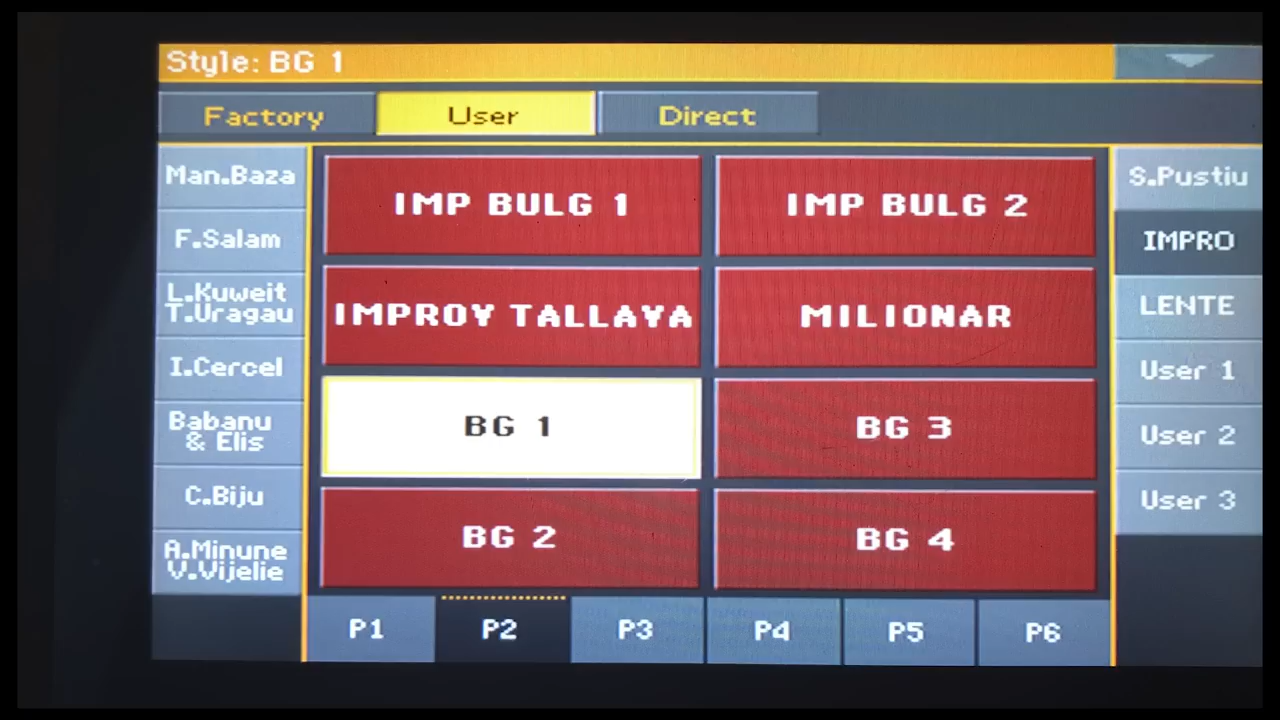 Style: BG 1
Factory
User
Direct
Man.Baza
F.Salam
L.Kuweit
T.Uragau
I.Cercel
Babanu
& Elis
C.Biju
A.Minune
V.Vijelie
IMP BULG 1
IMP BULG 2
IMPROV TALLAVA
MILIONAR
BG 1
BG 3
BG 2
BG 4
S.Pustiu
IMPRO
LENTE
User 1
User 2
User 3
P1
P2
P3
P4
P5
P6